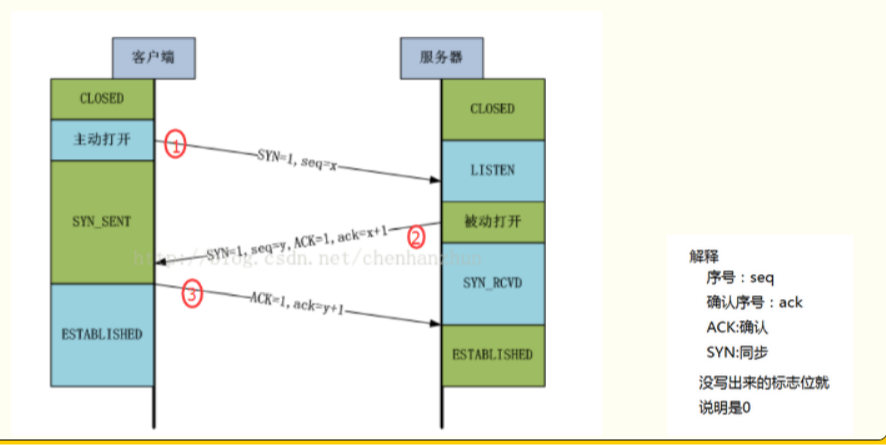 客户端
服务器
CLOSED
CLOSED
主动打开
①
SYN=1, seq=x
LISTEN
SYN_SENT
被动打开
SYN=1, seq=y, ACK=1, ack=x+1
②
http://blog.csdn.net/chenhanzhun
SYN_RCVD
③
ACK=1, ack=y+1
ESTABLISHED
ESTABLISHED
解释
序号：seq
确认序号：ack
ACK:确认
SYN:同步
没写出来的标志位就
说明是0